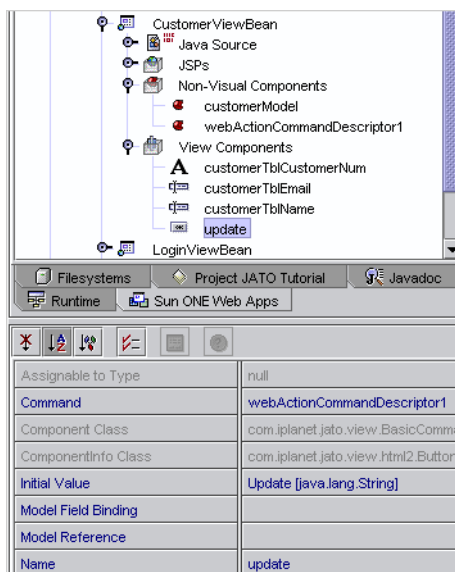 CustomerViewBean
Java Source
JSPs
Non-Visual Components
customerModel
webActionCommandDescriptor1
View Components
A customerTblCustomerNum
customerTblEmail
customerTblName
update
LoginViewBean
Filesystems Project JATO Tutorial Javadoc
Runtime Sun ONE Web Apps
Assignable to Type null
Command webActionCommandDescriptor1
Component Class com.iplanet.jato.view.BasicComma
ComponentInfo Class com.iplanet.jato.view.html2.Button
Initial Value Update [java.lang.String]
Model Field Binding
Model Reference
Name update